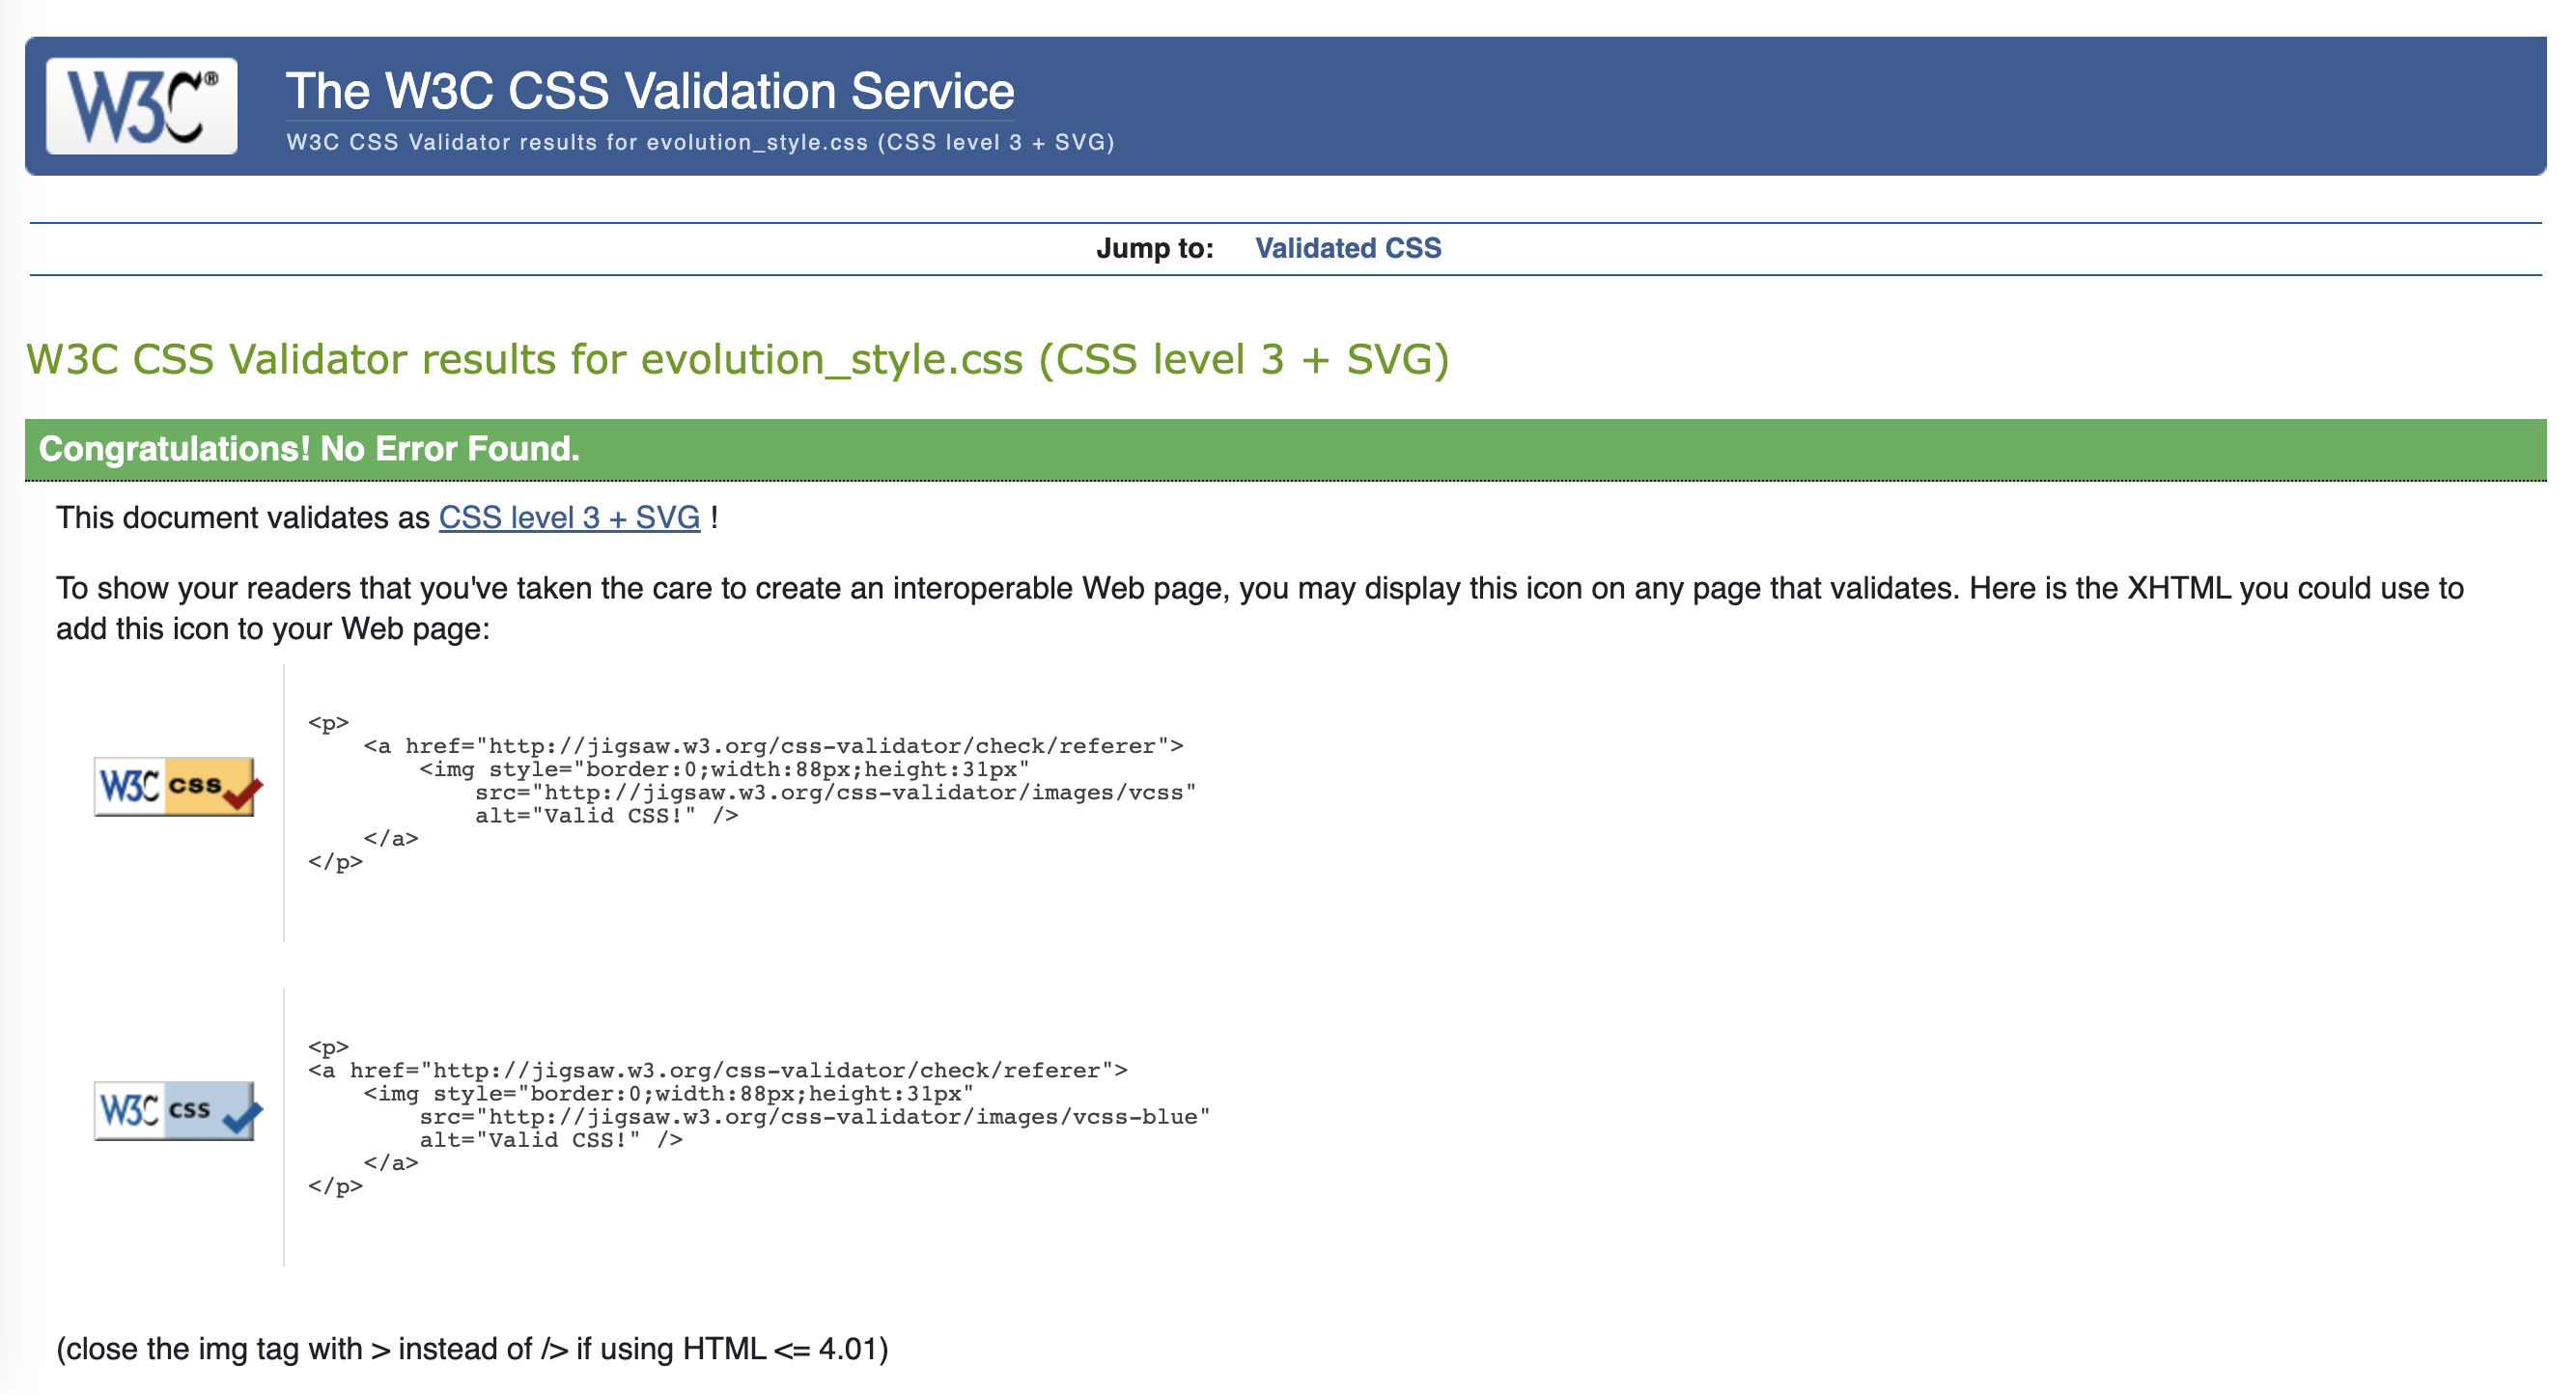 W3C®
The W3C CSS Validation Service
W3C CSS Validator results for evolution_style.css (CSS level 3 + SVG)
Jump to: Validated CSS
W3C CSS Validator results for evolution_style.css (CSS level 3 + SVG)
Congratulations! No Error Found.
This document validates as CSS level 3 + SVG !
To show your readers that you've taken the care to create an interoperable Web page, you may display this icon on any page that validates. Here is the XHTML you could use to
add this icon to your Web page:
W3C css
<p>
    <a href="http://jigsaw.w3.org/css-validator/check/referer">
        <img style="border:0;width:88px;height:31px"
            src="http://jigsaw.w3.org/css-validator/images/vcss"
            alt="Valid CSS!" />
    </a>
</p>
W3C css
<p>
<a href="http://jigsaw.w3.org/css-validator/check/referer">
    <img style="border:0;width:88px;height:31px"
        src="http://jigsaw.w3.org/css-validator/images/vcss-blue"
        alt="Valid CSS!" />
    </a>
</p>
(close the img tag with > instead of /> if using HTML <= 4.01)